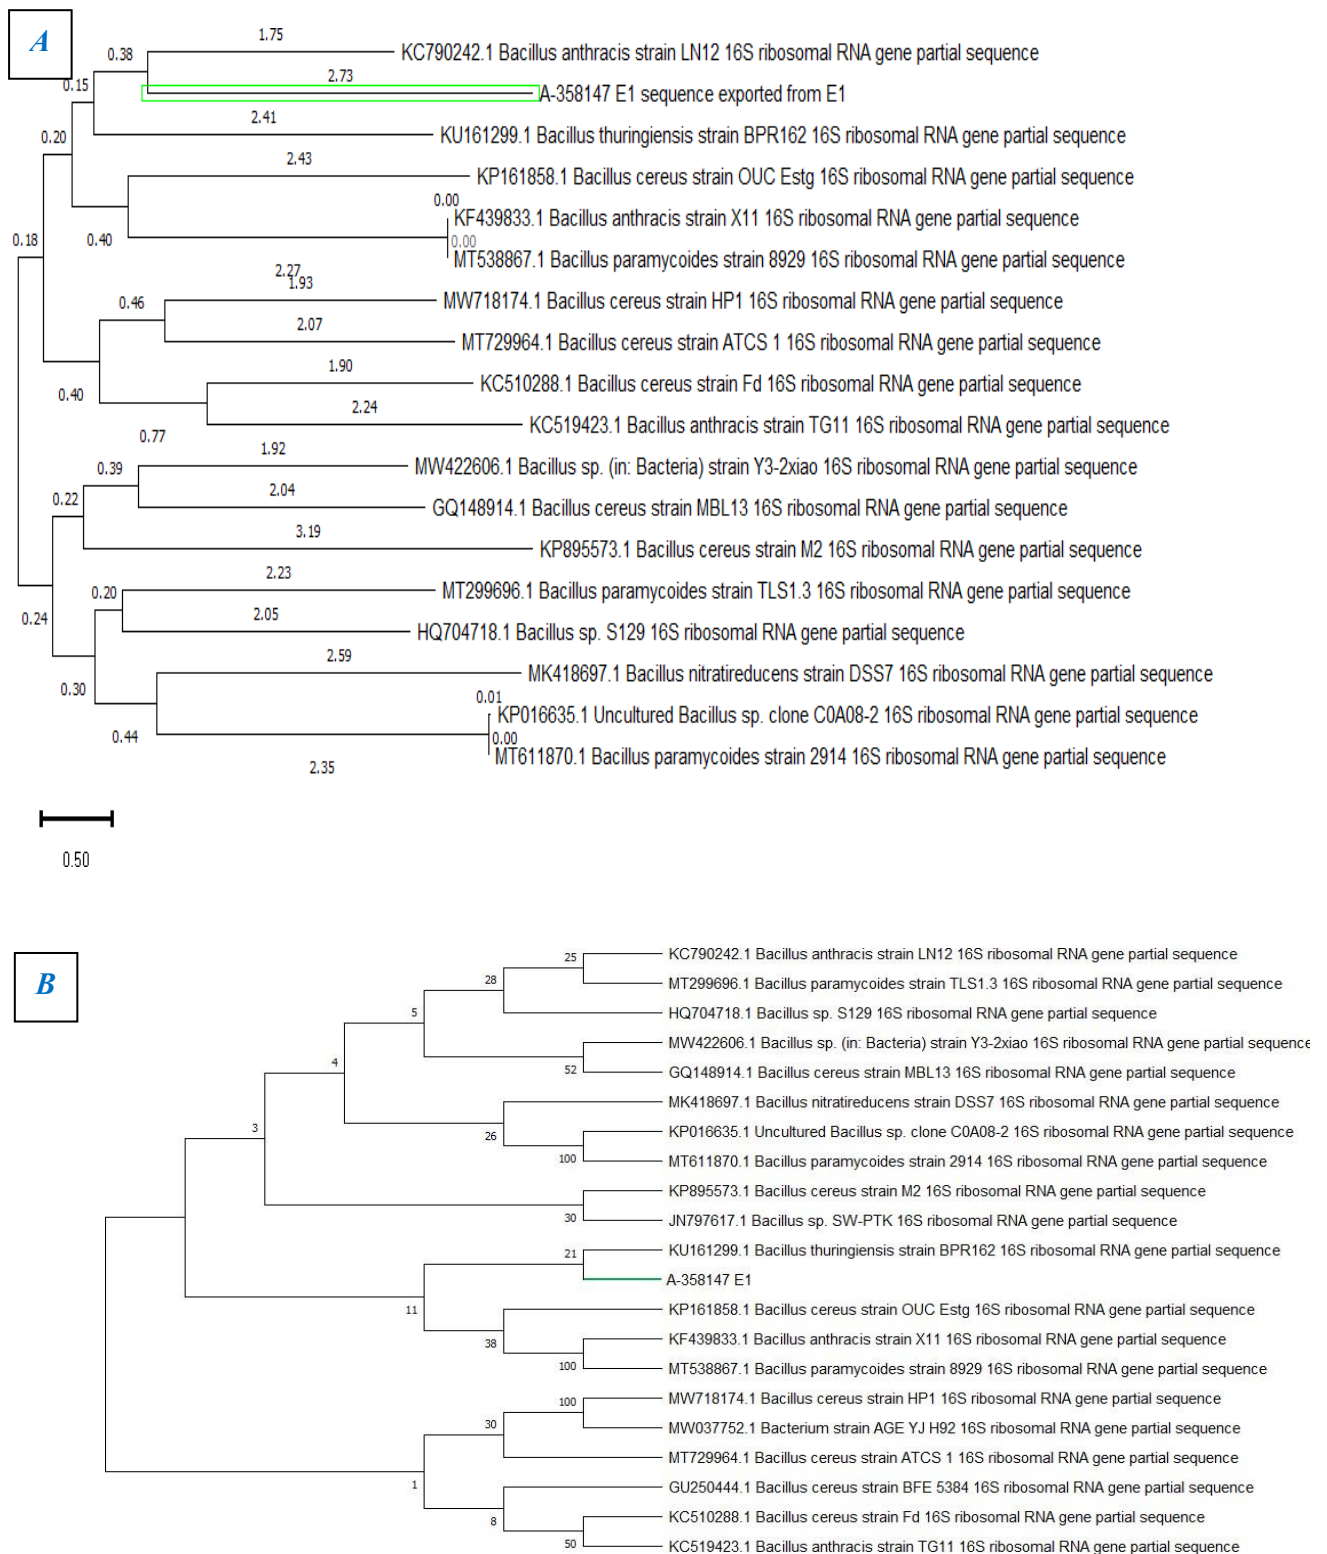 A
1.75
0.38
KC790242.1 Bacillus anthracis strain LN12 16S ribosomal RNA gene partial sequence
2.73
0.15
A-358147 E1 sequence exported from E1
2.41
0.20
KU161299.1 Bacillus thuringiensis strain BPR162 16S ribosomal RNA gene partial sequence
2.43
KP161858.1 Bacillus cereus strain OUC Estg 16S ribosomal RNA gene partial sequence
0.00
KF439833.1 Bacillus anthracis strain X11 16S ribosomal RNA gene partial sequence
0.18
0.40
0.00
MT538867.1 Bacillus paramycoides strain 8929 16S ribosomal RNA gene partial sequence
2.27
1.93
0.46
MW718174.1 Bacillus cereus strain HP1 16S ribosomal RNA gene partial sequence
2.07
MT729964.1 Bacillus cereus strain ATCS 1 16S ribosomal RNA gene partial sequence
1.90
KC510288.1 Bacillus cereus strain Fd 16S ribosomal RNA gene partial sequence
0.40
2.24
KC519423.1 Bacillus anthracis strain TG11 16S ribosomal RNA gene partial sequence
0.77
1.92
0.39
MW422606.1 Bacillus sp. (in: Bacteria) strain Y3-2xiao 16S ribosomal RNA gene partial sequence
2.04
0.22
GQ148914.1 Bacillus cereus strain MBL13 16S ribosomal RNA gene partial sequence
3.19
KP895573.1 Bacillus cereus strain M2 16S ribosomal RNA gene partial sequence
2.23
0.20
MT299696.1 Bacillus paramycoides strain TLS1.3 16S ribosomal RNA gene partial sequence
0.24
2.05
HQ704718.1 Bacillus sp. S129 16S ribosomal RNA gene partial sequence
2.59
MK418697.1 Bacillus nitratireducens strain DSS7 16S ribosomal RNA gene partial sequence
0.30
0.01
KP016635.1 Uncultured Bacillus sp. clone C0A08-2 16S ribosomal RNA gene partial sequence
0.44
0.00
MT611870.1 Bacillus paramycoides strain 2914 16S ribosomal RNA gene partial sequence
2.35
0.50
B
25
KC790242.1 Bacillus anthracis strain LN12 16S ribosomal RNA gene partial sequence
28
MT299696.1 Bacillus paramycoides strain TLS1.3 16S ribosomal RNA gene partial sequence
5
HQ704718.1 Bacillus sp. S129 16S ribosomal RNA gene partial sequence
MW422606.1 Bacillus sp. (in: Bacteria) strain Y3-2xiao 16S ribosomal RNA gene partial sequence
4
52
GQ148914.1 Bacillus cereus strain MBL13 16S ribosomal RNA gene partial sequence
MK418697.1 Bacillus nitratireducens strain DSS7 16S ribosomal RNA gene partial sequence
3
26
KP016635.1 Uncultured Bacillus sp. clone C0A08-2 16S ribosomal RNA gene partial sequence
100
MT611870.1 Bacillus paramycoides strain 2914 16S ribosomal RNA gene partial sequence
KP895573.1 Bacillus cereus strain M2 16S ribosomal RNA gene partial sequence
30
JN797617.1 Bacillus sp. SW-PTK 16S ribosomal RNA gene partial sequence
21
KU161299.1 Bacillus thuringiensis strain BPR162 16S ribosomal RNA gene partial sequence
A-358147 E1
11
KP161858.1 Bacillus cereus strain OUC Estg 16S ribosomal RNA gene partial sequence
38
KF439833.1 Bacillus anthracis strain X11 16S ribosomal RNA gene partial sequence
100
MT538867.1 Bacillus paramycoides strain 8929 16S ribosomal RNA gene partial sequence
100
MW718174.1 Bacillus cereus strain HP1 16S ribosomal RNA gene partial sequence
30
MW037752.1 Bacterium strain AGE YJ H92 16S ribosomal RNA gene partial sequence
MT729964.1 Bacillus cereus strain ATCS 1 16S ribosomal RNA gene partial sequence
1
GU250444.1 Bacillus cereus strain BFE 5384 16S ribosomal RNA gene partial sequence
8
KC510288.1 Bacillus cereus strain Fd 16S ribosomal RNA gene partial sequence
50
KC519423.1 Bacillus anthracis strain TG11 16S ribosomal RNA gene partial sequence